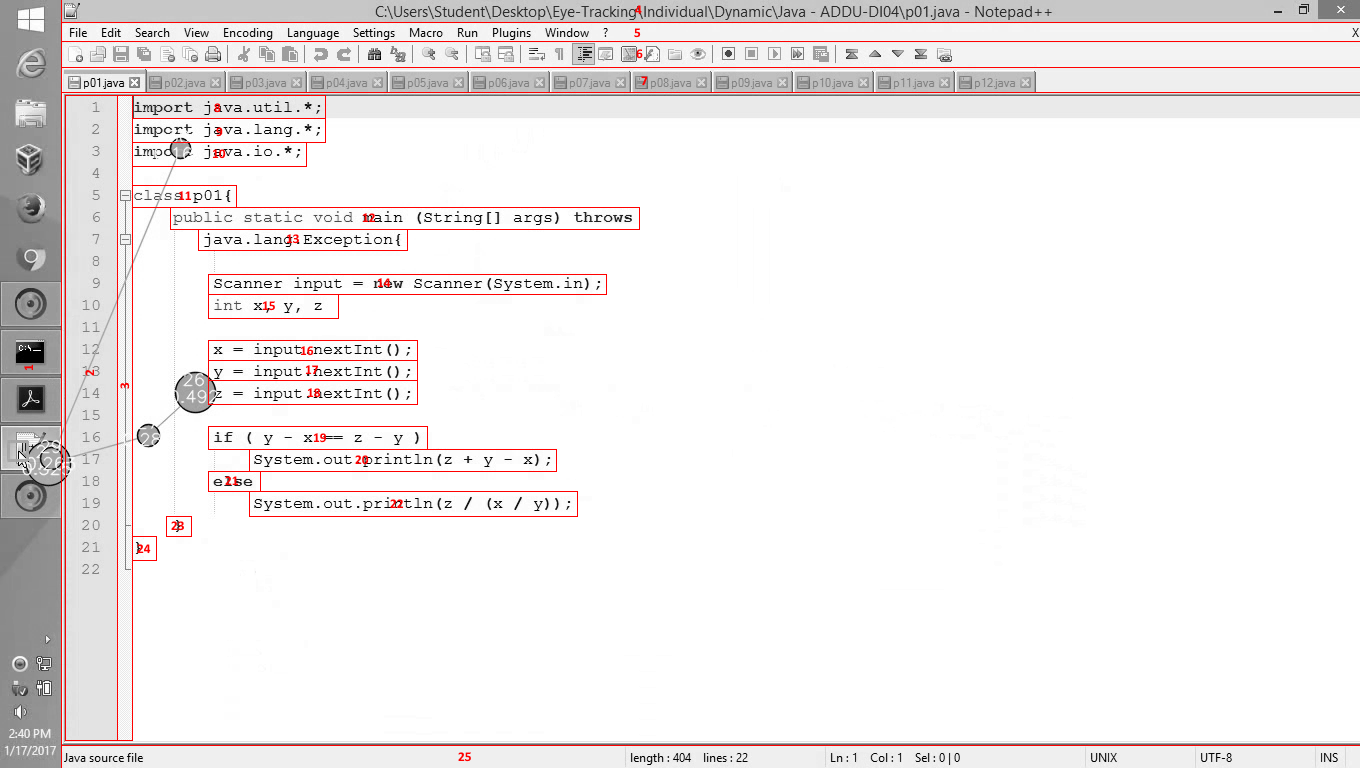 C:\Users\Student\Desktop\Eye-Tracking\Individual\Dynamic\Java - ADDU-DI04\p01.java - Notepad++
4
File Edit Search View Encoding Language Settings Macro Run Plugins Window ? 5 X
6
p01.java p02.java p03.java p04.java p05.java p06.java p07.java p08.java p09.java p10.java p11.java p12.java
7
1 import java.util.*; 8
2 import java.lang.*; 9
3 import java.io.*; 10
4
5 class p01{ 11
6 public static void main (String[] args) throws 12
7 java.lang.Exception{ 13
8
9 Scanner input = new Scanner(System.in); 14
10 int x, y, z 15
11
12 x = input.nextInt(); 16
13 y = input.nextInt(); 17
14 z = input.nextInt(); 18
15
16 if ( y - x == z - y ) 19
17 System.out.println(z + y - x); 20
18 else 21
19 System.out.println(z / (x / y)); 22
20 } 23
21 } 24
22
16
26
28
C:\
1
2
3
2:40 PM
1/17/2017
Java source file 25 length : 404 lines : 22 Ln : 1 Col : 1 Sel : 0 | 0 UNIX UTF-8 INS